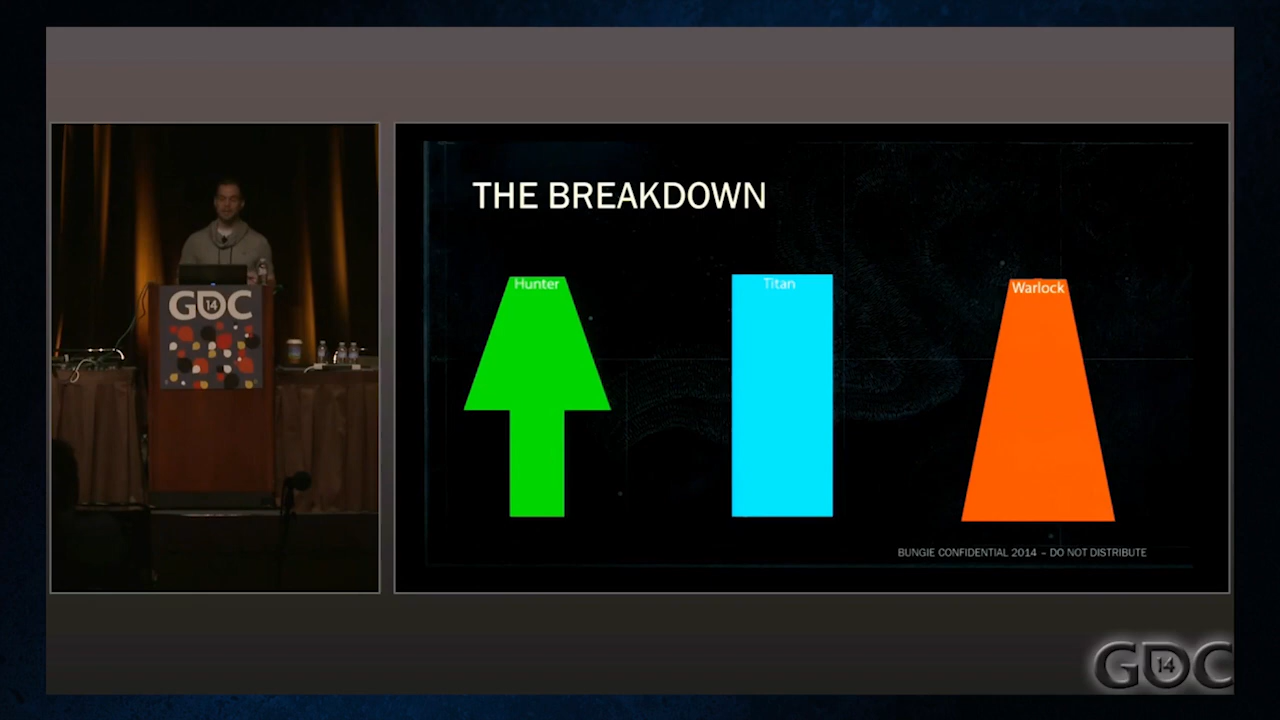 GDC
14
THE BREAKDOWN
Hunter
Titan
Warlock
BUNGIE CONFIDENTIAL 2014 – DO NOT DISTRIBUTE
GDC
14